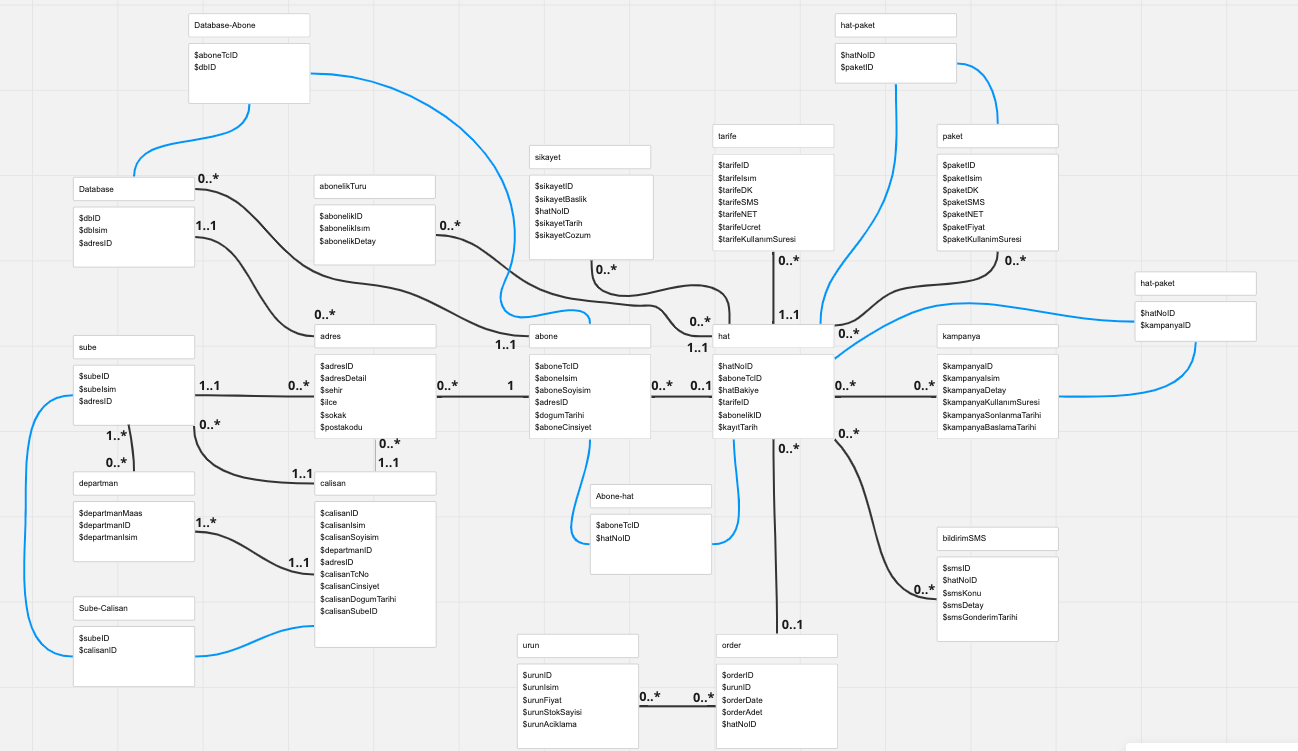 Database-Abone
$aboneTcID
$dbID
hat-paket
$hatNoID
$paketID
tarife
$tarifeID
$tarifeIsım
$tarifeDK
$tarifeSMS
$tarifeNET
$tarifeUcret
$tarifeKullanımSuresi
0..*
1..1
paket
$paketID
$paketIsim
$paketDK
$paketSMS
$paketNET
$paketFiyat
$paketKullanimSuresi
0..*
0..*
sikayet
$sikayetID
$sikayetBaslik
$hatNoID
$sikayetTarih
$sikayetCozum
0..*
Database
$dbID
$dbIsim
$adresID
0..*
1..1
abonelikTuru
$abonelikID
$abonelikIsım
$abonelikDetay
0..*
hat-paket
$hatNoID
$kampanyaID
sube
$subeID
$subeIsim
$adresID
1..1
0..*
1..*
0..*
0..*
adres
$adresID
$adresDetail
$sehir
$ilce
$sokak
$postakodu
0..*
0..*
1..1
0..*
1
1..1
abone
$aboneTcID
$aboneIsim
$aboneSoyisim
$adresID
$dogumTarihi
$aboneCinsiyet
0..*
0..1
0..*
1..1
hat
$hatNoID
$aboneTcID
$hatBakiye
$tarifeID
$abonelikID
$kayıtTarih
0..*
0..*
0..*
0..*
kampanya
$kampanyaID
$kampanyaIsim
$kampanyaDetay
$kampanyaKullanımSuresi
$kampanyaSonlanmaTarihi
$kampanyaBaslamaTarihi
departman
$departmanMaas
$departmanID
$departmanIsim
1..*
1..1
1..1
calisan
$calisanID
$calisanIsim
$calisanSoyisim
$departmanID
$adresID
$calisanTcNo
$calisanCinsiyet
$calisanDogumTarihi
$calisanSubeID
Abone-hat
$aboneTcID
$hatNoID
bildirimSMS
$smsID
$hatNoID
$smsKonu
$smsDetay
$smsGonderimTarihi
0..*
Sube-Calisan
$subeID
$calisanID
urun
$urunID
$urunIsim
$urunFiyat
$urunStokSayisi
$urunAciklama
0..*
0..*
0..1
order
$orderID
$urunID
$orderDate
$orderAdet
$hatNoID